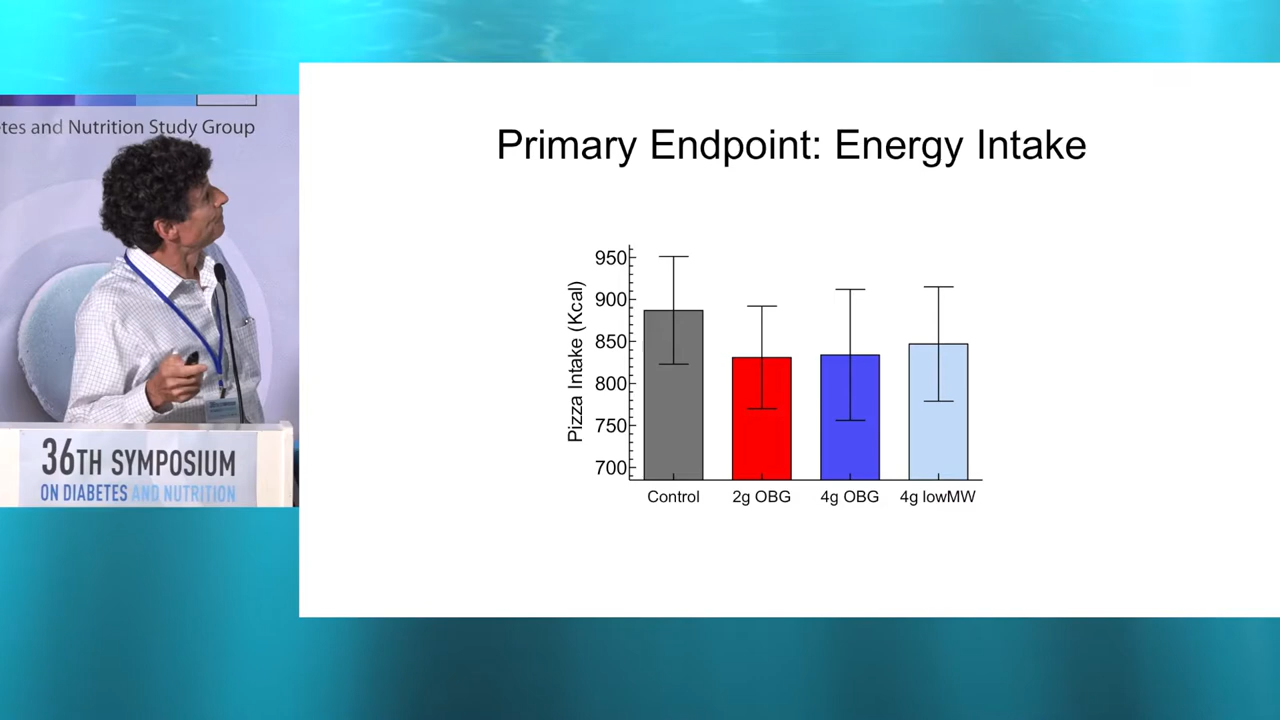 tes and Nutrition Study Group
36TH SYMPOSIUM
ON DIABETES AND NUTRITION
Primary Endpoint: Energy Intake
Pizza Intake (Kcal)
950
900
850
800
750
700
Control 2g OBG 4g OBG 4g lowMW